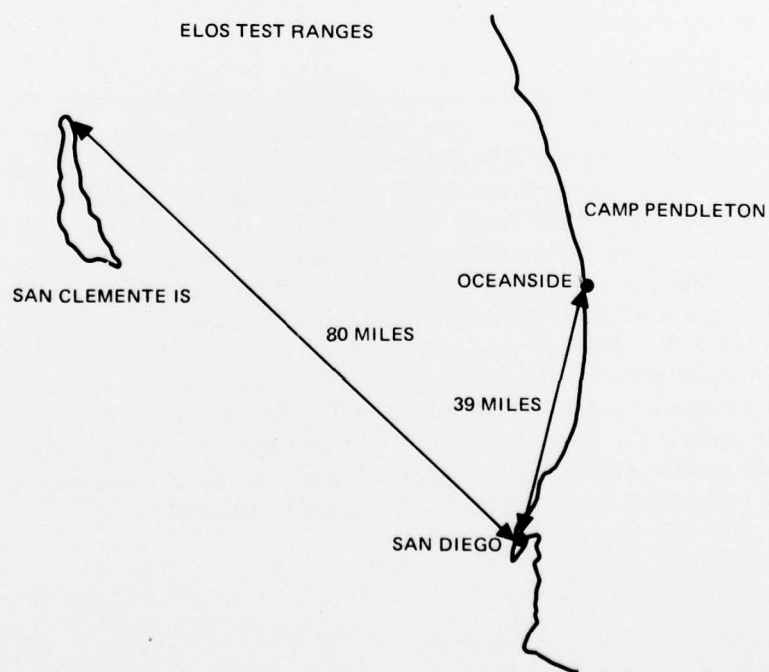 ELOS TEST RANGES
CAMP PENDLETON
OCEANSIDE
SAN CLEMENTE IS
80 MILES
39 MILES
SAN DIEGO